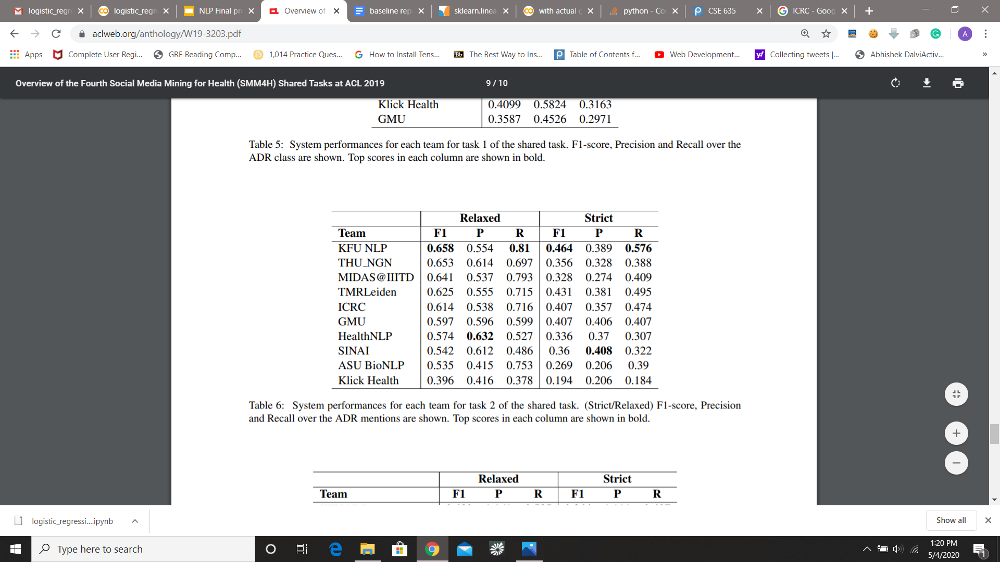 logistic_regr
logistic_regre
NLP Final pr
Overview of
baseline rep
sklearn.linea
with actual g
python - Co
CSE 635
ICRC - Goog
aclweb.org/anthology/W19-3203.pdf
A
Apps
Complete User Regi...
GRE Reading Comp...
1,014 Practice Ques...
How to Install Tens...
Bb
The Best Way to Ins...
Table of Contents f...
Web Development...
Collecting tweets |...
Abhishek DalviActiv...
»
Overview of the Fourth Social Media Mining for Health (SMM4H) Shared Tasks at ACL 2019 9 / 10
Klick Health 0.4099 0.5824 0.3163
GMU 0.3587 0.4526 0.2971
Table 5: System performances for each team for task 1 of the shared task. F1-score, Precision and Recall over the
ADR class are shown. Top scores in each column are shown in bold.
Relaxed Strict
Team F1 P R F1 P R
KFU NLP 0.658 0.554 0.81 0.464 0.389 0.576
THU_NGN 0.653 0.614 0.697 0.356 0.328 0.388
MIDAS@IIITD 0.641 0.537 0.793 0.328 0.274 0.409
TMRLeiden 0.625 0.555 0.715 0.431 0.381 0.495
ICRC 0.614 0.538 0.716 0.407 0.357 0.474
GMU 0.597 0.596 0.599 0.407 0.406 0.407
HealthNLP 0.574 0.632 0.527 0.336 0.37 0.307
SINAI 0.542 0.612 0.486 0.36 0.408 0.322
ASU BioNLP 0.535 0.415 0.753 0.269 0.206 0.39
Klick Health 0.396 0.416 0.378 0.194 0.206 0.184
Table 6: System performances for each team for task 2 of the shared task. (Strict/Relaxed) F1-score, Precision
and Recall over the ADR mentions are shown. Top scores in each column are shown in bold.
Relaxed Strict
Team F1 P R F1 P R
logistic_regressi....ipynb
Show all
Type here to search
1:20 PM
5/4/2020
1